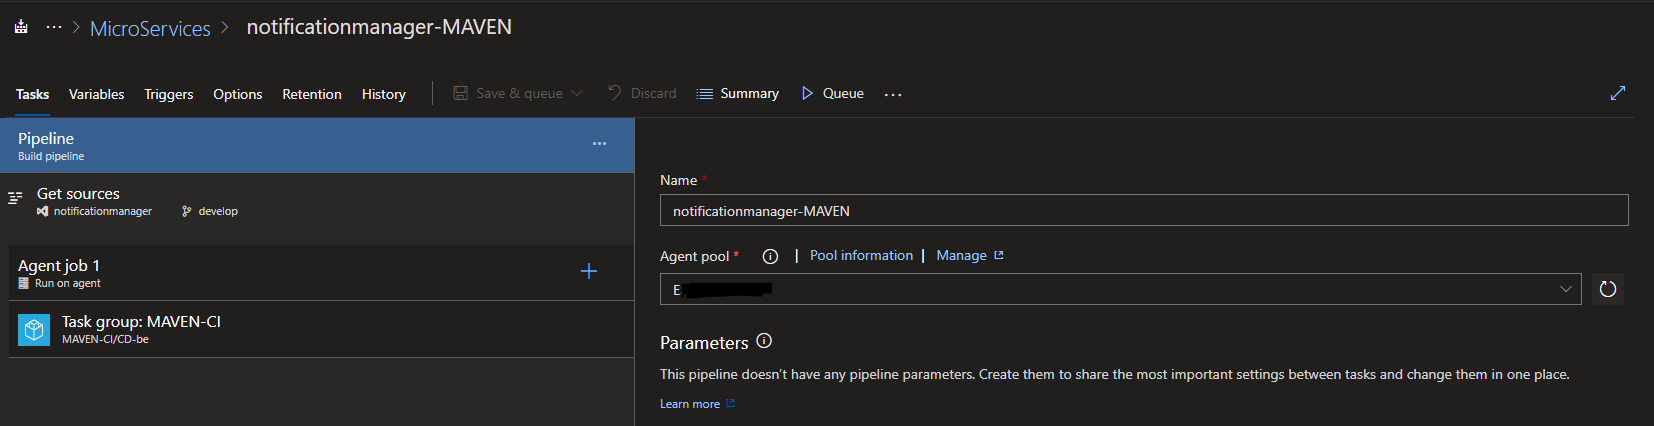 ··· > MicroServices > notificationmanager-MAVEN
Tasks Variables Triggers Options Retention History Save & queue Discard Summary Queue ···
Pipeline ···
Build pipeline
Get sources
notificationmanager develop
Agent job 1 +
Run on agent
Task group: MAVEN-CI
MAVEN-CI/CD-be
Name *
notificationmanager-MAVEN
Agent pool * | Pool information | Manage
E
Parameters
This pipeline doesn't have any pipeline parameters. Create them to share the most important settings between tasks and change them in one place.
Learn more